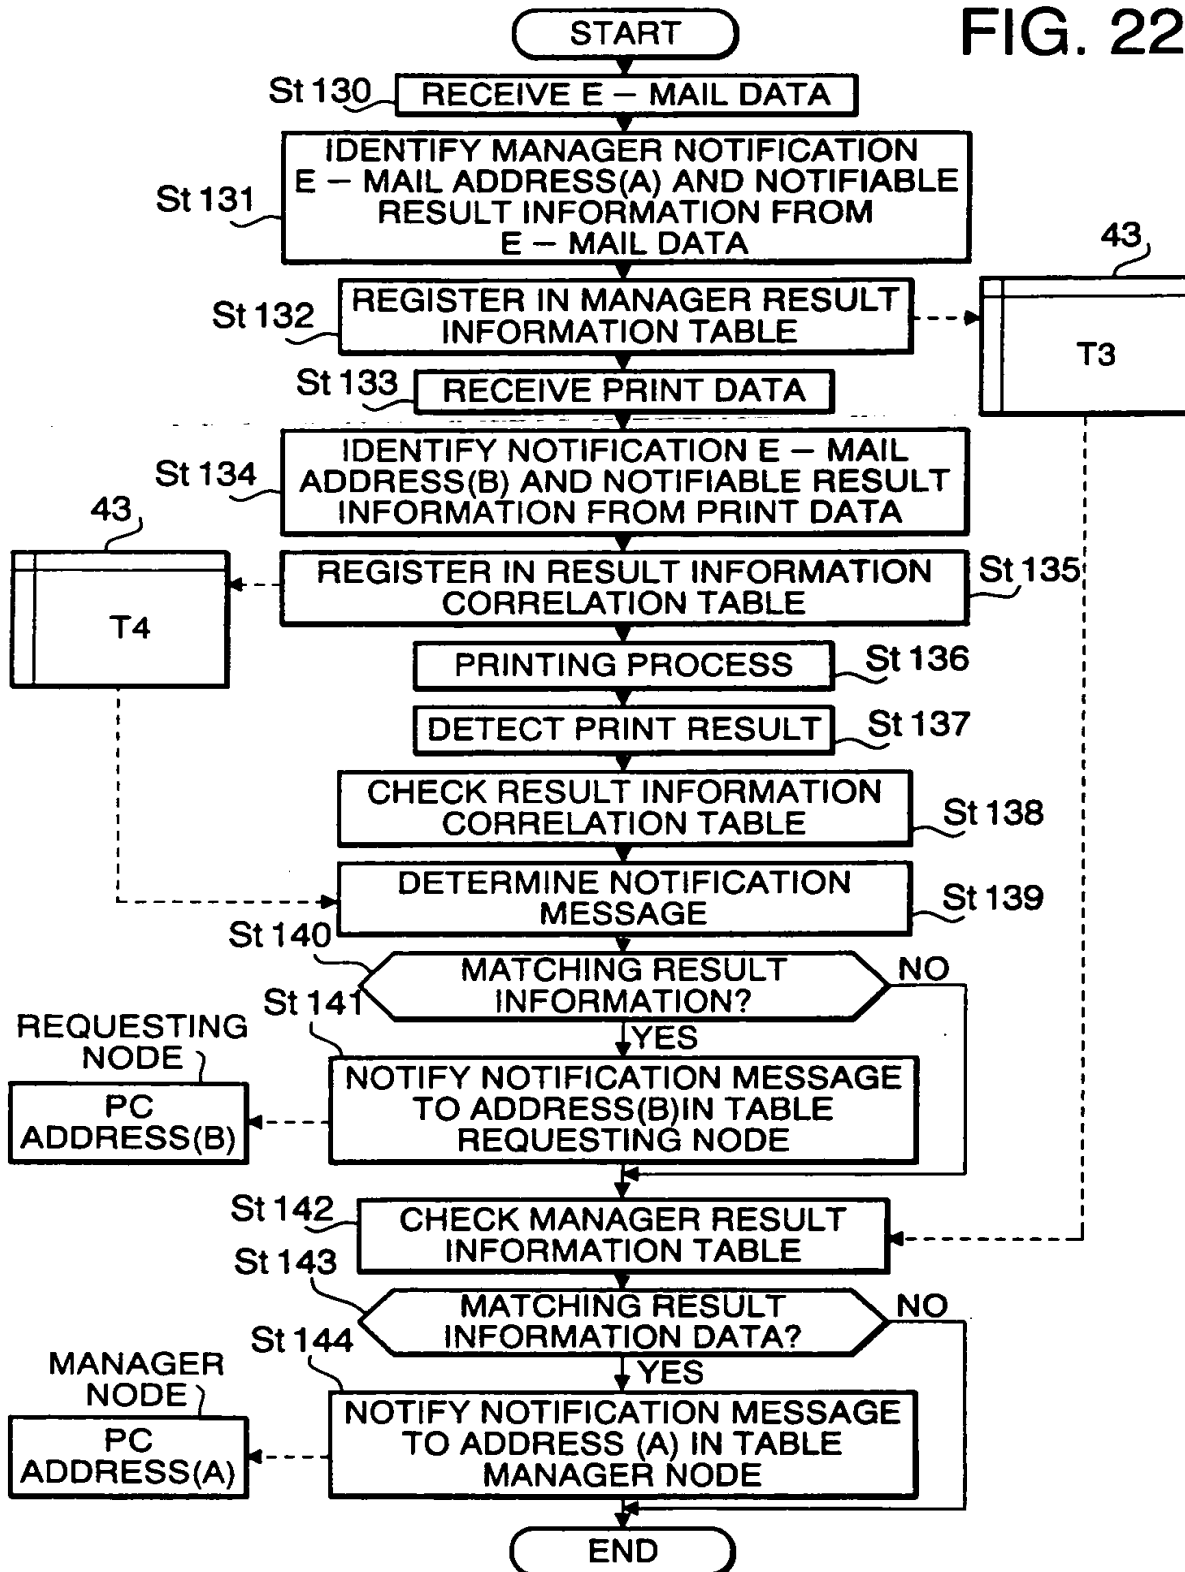 FIG. 22
START
St 130
RECEIVE E – MAIL DATA
St 131
IDENTIFY MANAGER NOTIFICATION
E – MAIL ADDRESS(A) AND NOTIFIABLE
RESULT INFORMATION FROM
E – MAIL DATA
43
St 132
REGISTER IN MANAGER RESULT
INFORMATION TABLE
T3
St 133
RECEIVE PRINT DATA
St 134
IDENTIFY NOTIFICATION E – MAIL
ADDRESS(B) AND NOTIFIABLE RESULT
INFORMATION FROM PRINT DATA
43
T4
REGISTER IN RESULT INFORMATION
CORRELATION TABLE
St 135
PRINTING PROCESS
St 136
DETECT PRINT RESULT
St 137
CHECK RESULT INFORMATION
CORRELATION TABLE
St 138
DETERMINE NOTIFICATION
MESSAGE
St 139
St 140
MATCHING RESULT
INFORMATION?
NO
YES
St 141
REQUESTING
NODE
PC
ADDRESS(B)
NOTIFY NOTIFICATION MESSAGE
TO ADDRESS(B)IN TABLE
REQUESTING NODE
St 142
CHECK MANAGER RESULT
INFORMATION TABLE
St 143
MATCHING RESULT
INFORMATION DATA?
NO
YES
St 144
MANAGER
NODE
PC
ADDRESS(A)
NOTIFY NOTIFICATION MESSAGE
TO ADDRESS (A) IN TABLE
MANAGER NODE
END